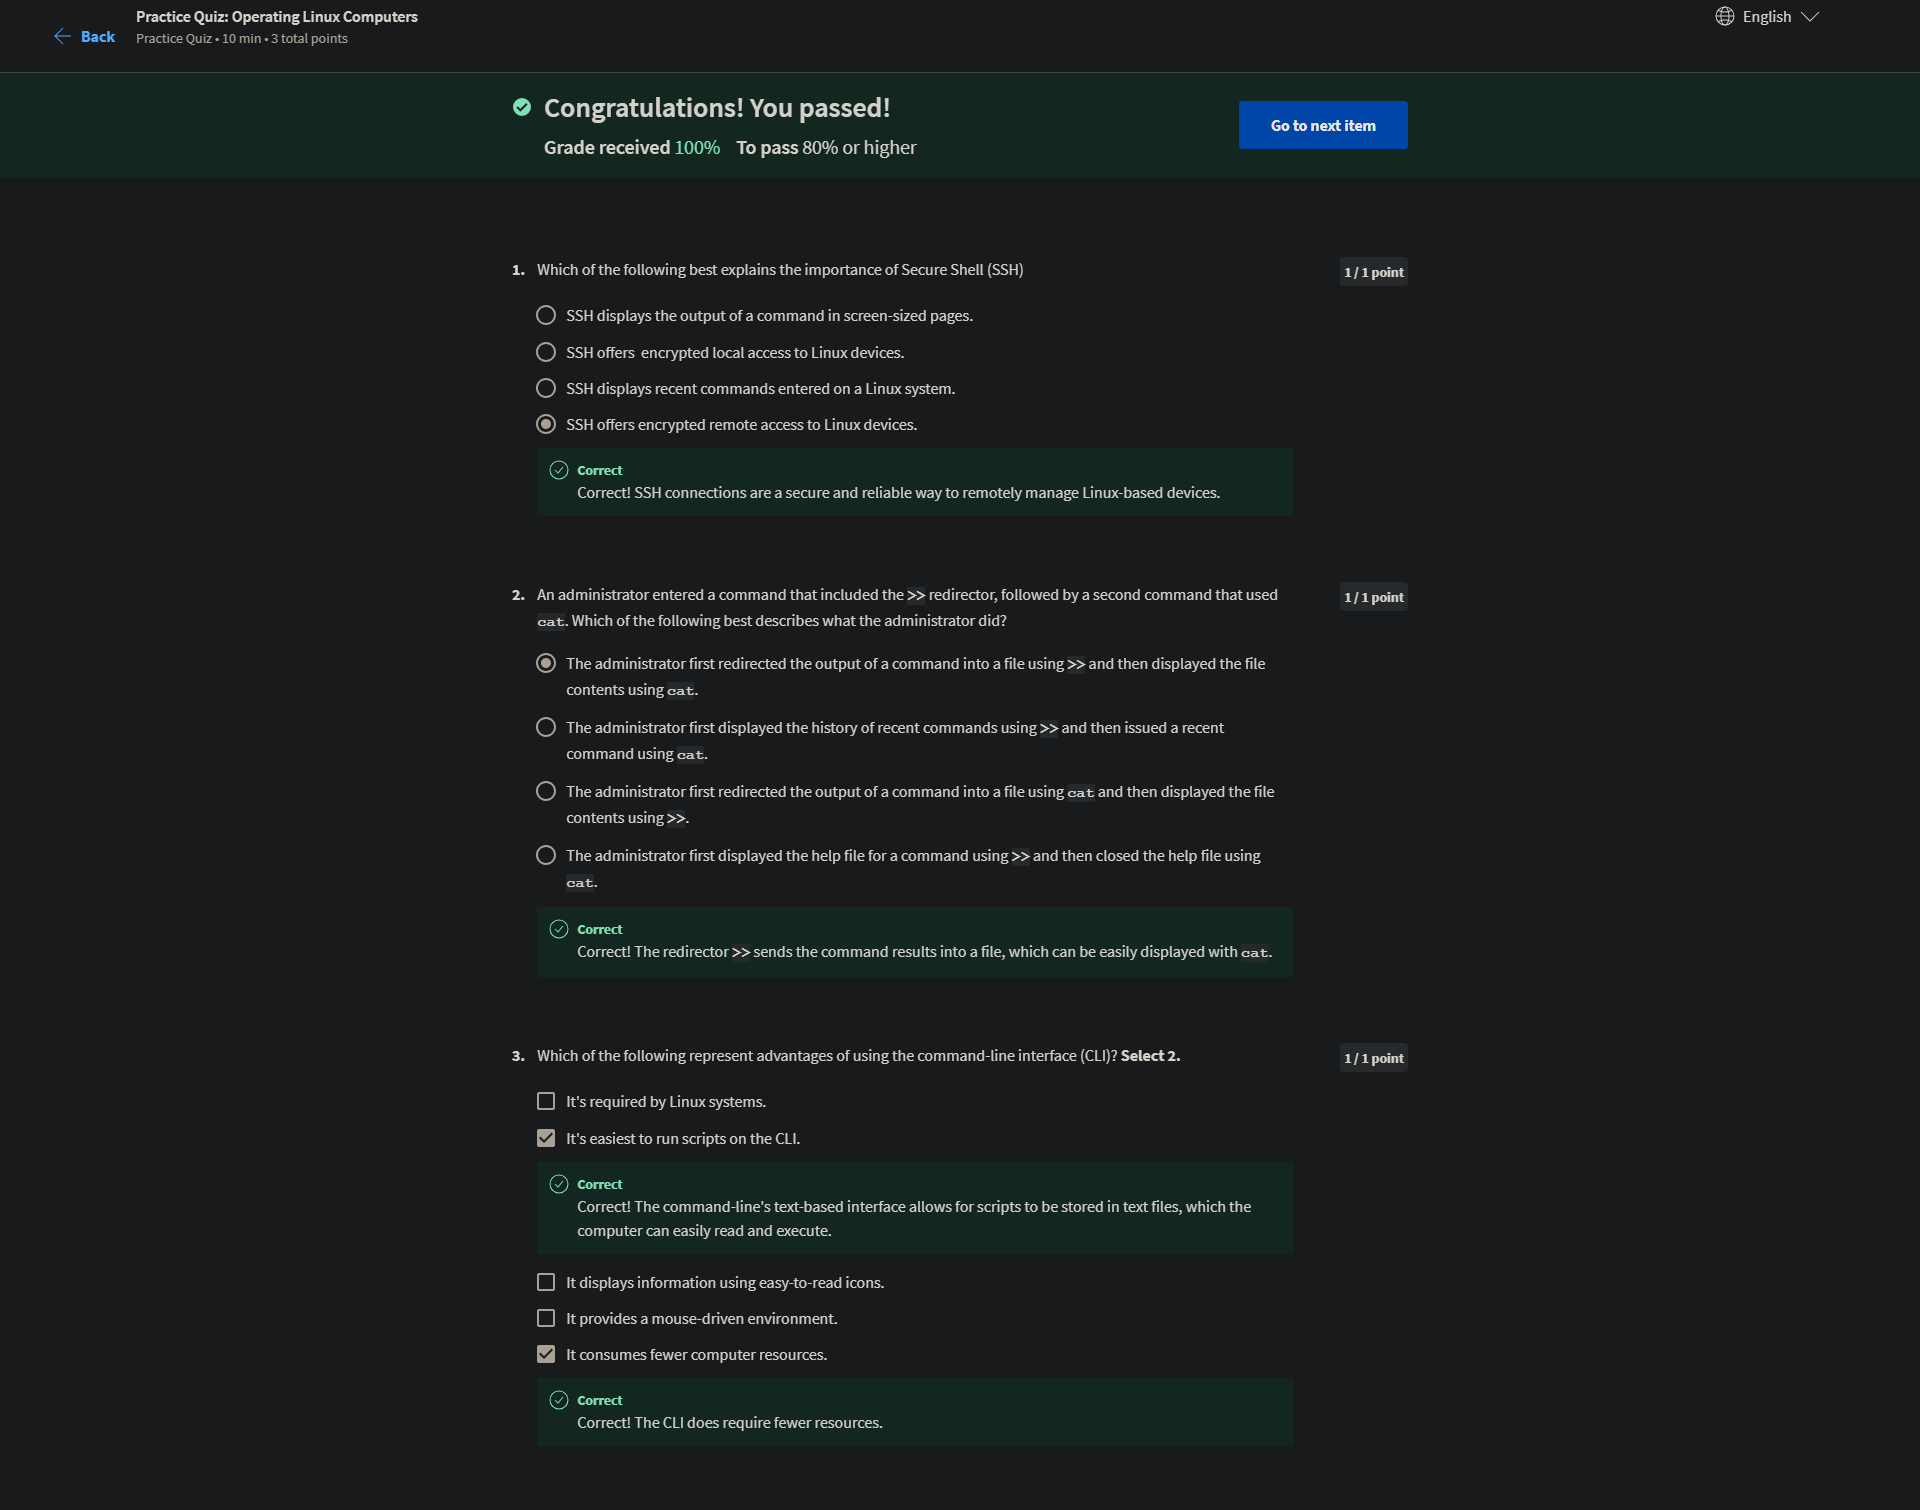 Practice Quiz: Operating Linux Computers
Back
Practice Quiz • 10 min • 3 total points
English
Congratulations! You passed!
Grade received 100% To pass 80% or higher
Go to next item
1. Which of the following best explains the importance of Secure Shell (SSH)
1 / 1 point
SSH displays the output of a command in screen-sized pages.
SSH offers  encrypted local access to Linux devices.
SSH displays recent commands entered on a Linux system.
SSH offers encrypted remote access to Linux devices.
Correct
Correct! SSH connections are a secure and reliable way to remotely manage Linux-based devices.
2. An administrator entered a command that included the >> redirector, followed by a second command that used
cat. Which of the following best describes what the administrator did?
1 / 1 point
The administrator first redirected the output of a command into a file using >> and then displayed the file
contents using cat.
The administrator first displayed the history of recent commands using >> and then issued a recent
command using cat.
The administrator first redirected the output of a command into a file using cat and then displayed the file
contents using >>.
The administrator first displayed the help file for a command using >> and then closed the help file using
cat.
Correct
Correct! The redirector >> sends the command results into a file, which can be easily displayed with cat.
3. Which of the following represent advantages of using the command-line interface (CLI)? Select 2.
1 / 1 point
It's required by Linux systems.
It's easiest to run scripts on the CLI.
Correct
Correct! The command-line's text-based interface allows for scripts to be stored in text files, which the
computer can easily read and execute.
It displays information using easy-to-read icons.
It provides a mouse-driven environment.
It consumes fewer computer resources.
Correct
Correct! The CLI does require fewer resources.